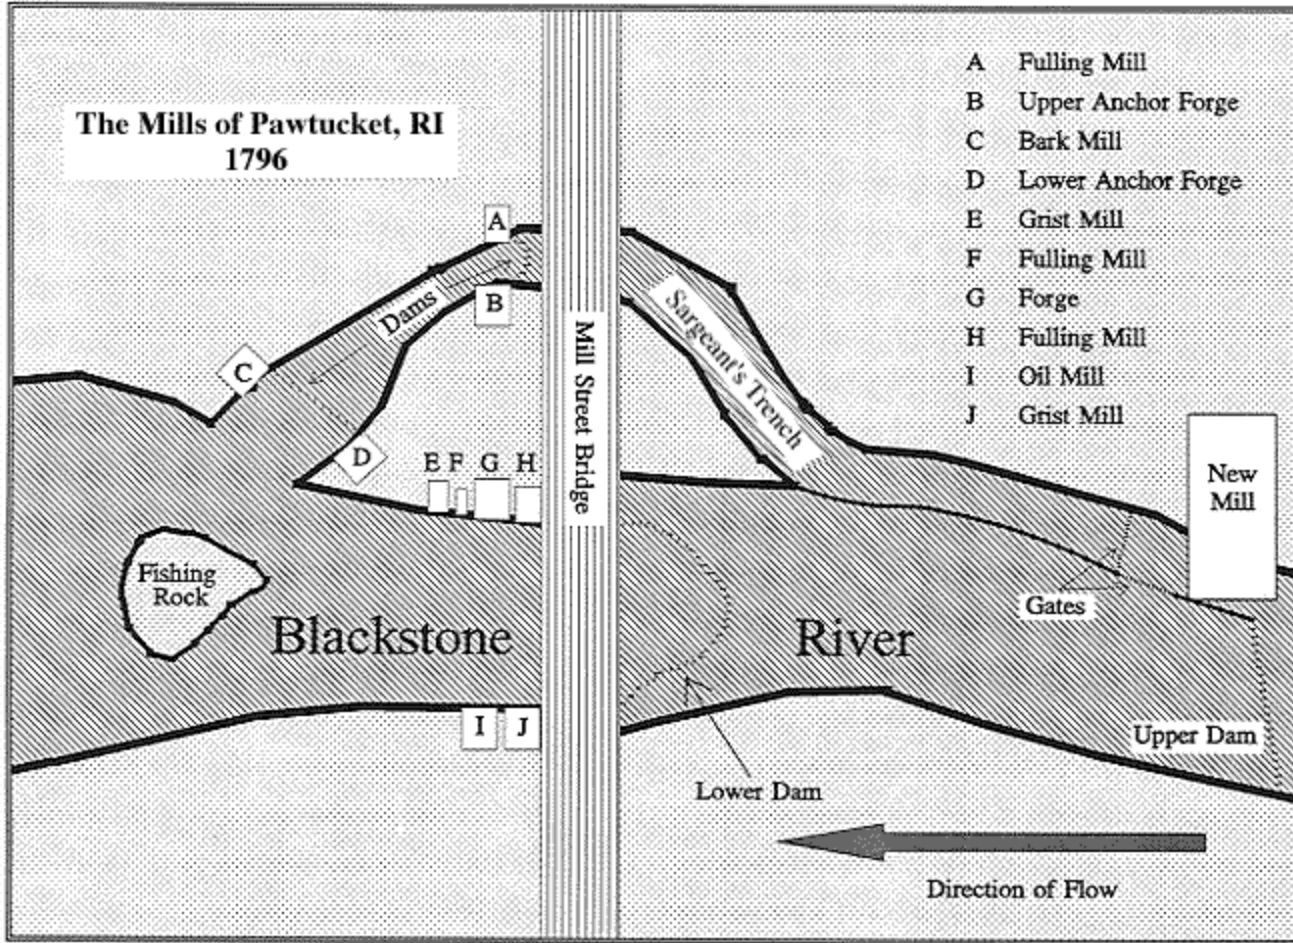 The Mills of Pawtucket, RI
1796
A Fulling Mill
B Upper Anchor Forge
C Bark Mill
D Lower Anchor Forge
E Grist Mill
F Fulling Mill
G Forge
H Fulling Mill
I Oil Mill
J Grist Mill
A
B
Dams
C
D
E F G H
Mill Street Bridge
Sargeant's Trench
New
Mill
Gates
Fishing
Rock
Blackstone River
I J
Upper Dam
Lower Dam
Direction of Flow